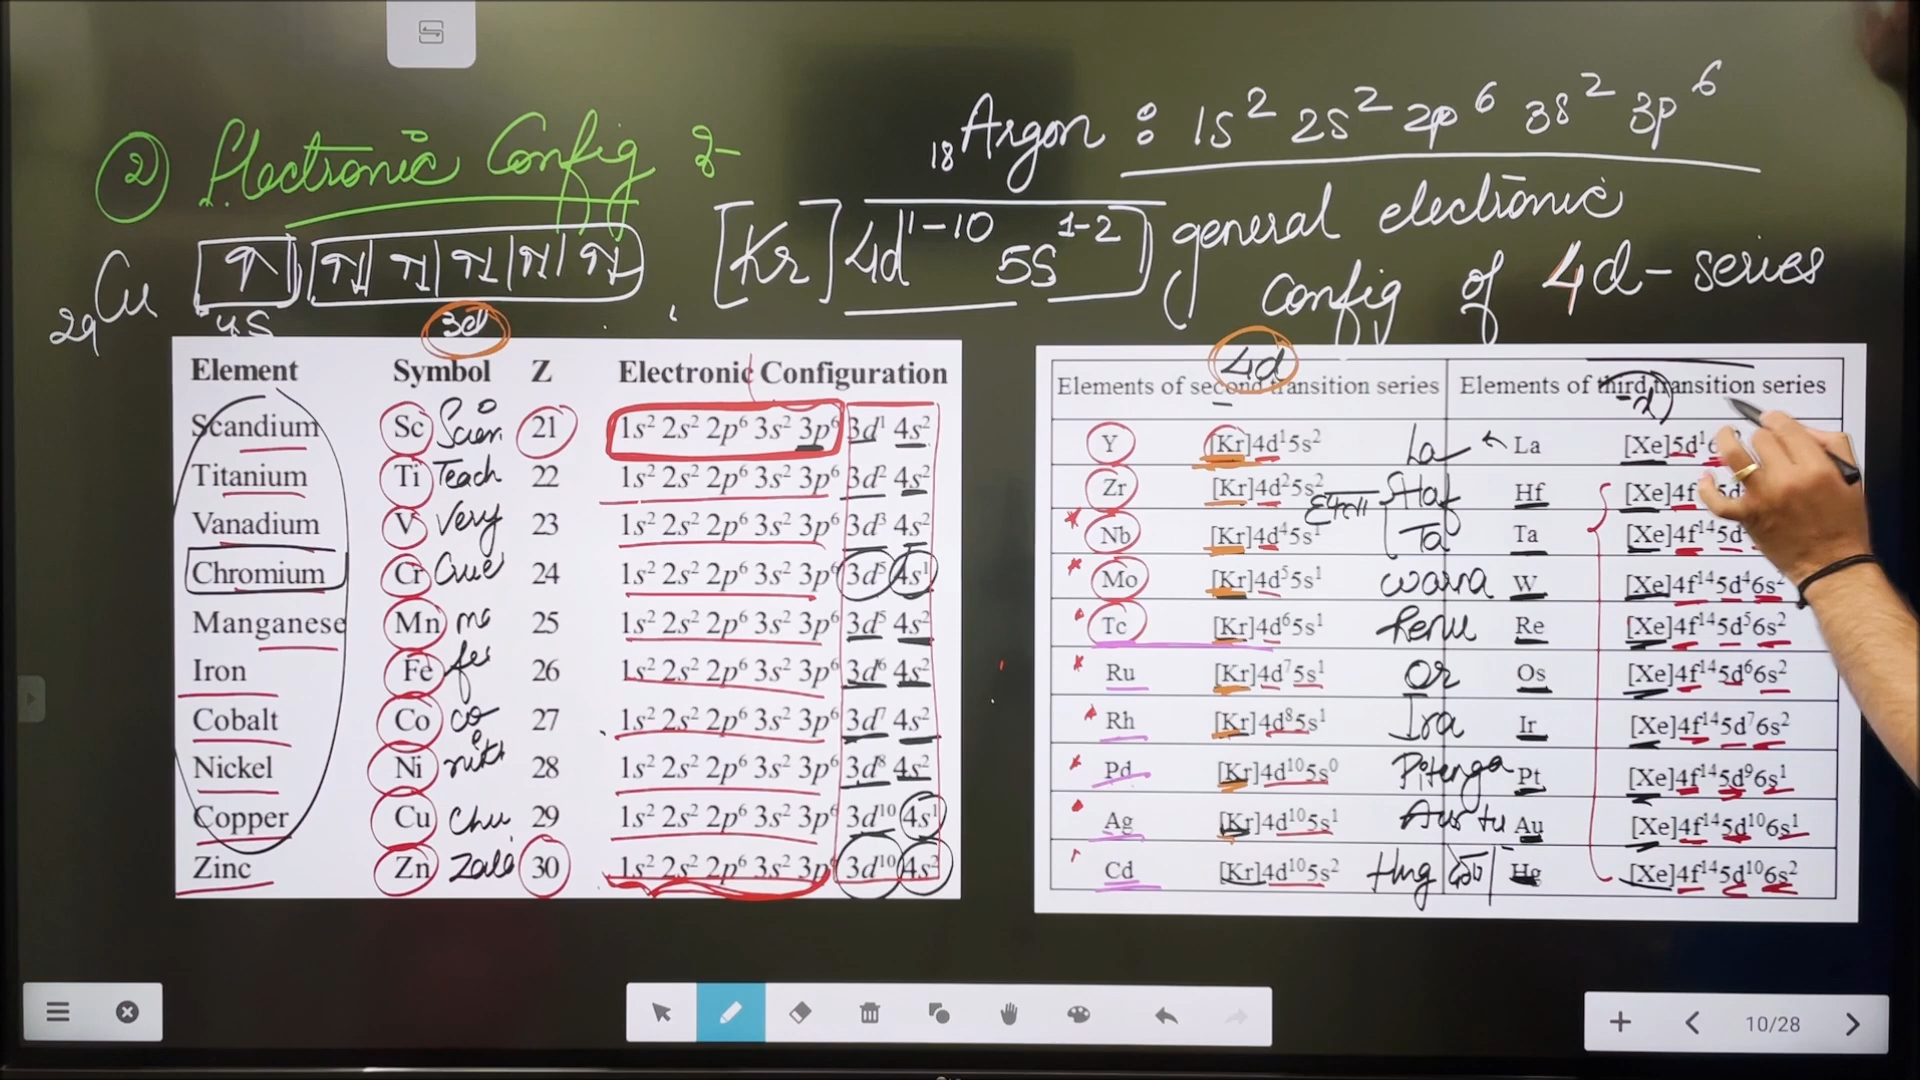 18Argon : 1s² 2s² 2p⁶ 3s² 3p⁶
② Electronic Config :-
[Kr] 4d¹⁻¹⁰ 5s¹⁻² general electronic
config of 4d-series
29Cu
4s 3d
Element Symbol Z Electronic Configuration
Scandium Sc 21 1s² 2s² 2p⁶ 3s² 3p⁶ 3d¹ 4s²
Titanium Ti Teach 22 1s² 2s² 2p⁶ 3s² 3p⁶ 3d² 4s²
Vanadium V Very 23 1s² 2s² 2p⁶ 3s² 3p⁶ 3d³ 4s²
Chromium Cr 24 1s² 2s² 2p⁶ 3s² 3p⁶ 3d⁵ 4s¹
Manganese Mn me 25 1s² 2s² 2p⁶ 3s² 3p⁶ 3d⁵ 4s²
Iron Fe 26 1s² 2s² 2p⁶ 3s² 3p⁶ 3d⁶ 4s²
Cobalt Co co 27 1s² 2s² 2p⁶ 3s² 3p⁶ 3d⁷ 4s²
Nickel Ni 28 1s² 2s² 2p⁶ 3s² 3p⁶ 3d⁸ 4s²
Copper Cu chu 29 1s² 2s² 2p⁶ 3s² 3p⁶ 3d¹⁰ 4s¹
Zinc Zn 30 1s² 2s² 2p⁶ 3s² 3p⁶ 3d¹⁰ 4s²
4d
Elements of second transition series Elements of third transition series
Y [Kr]4d¹5s² La La [Xe]5d¹
Zr [Kr]4d²5s² Haf Hf [Xe]4f
Nb [Kr]4d⁴5s¹ Ta Ta [Xe]4f¹⁴5d
Mo [Kr]4d⁵5s¹ wara W [Xe]4f¹⁴5d⁴6s²
Tc [Kr]4d⁶5s¹ Renu Re [Xe]4f¹⁴5d⁵6s²
Ru [Kr]4d⁷5s¹ or Os [Xe]4f¹⁴5d⁶6s²
Rh [Kr]4d⁸5s¹ Ira Ir [Xe]4f¹⁴5d⁷6s²
Pd [Kr]4d¹⁰5s⁰ Pitenga Pt [Xe]4f¹⁴5d⁹6s¹
Ag [Kr]4d¹⁰5s¹ Au [Xe]4f¹⁴5d¹⁰6s¹
Cd [Kr]4d¹⁰5s² Hg [Xe]4f¹⁴5d¹⁰6s²
10/28